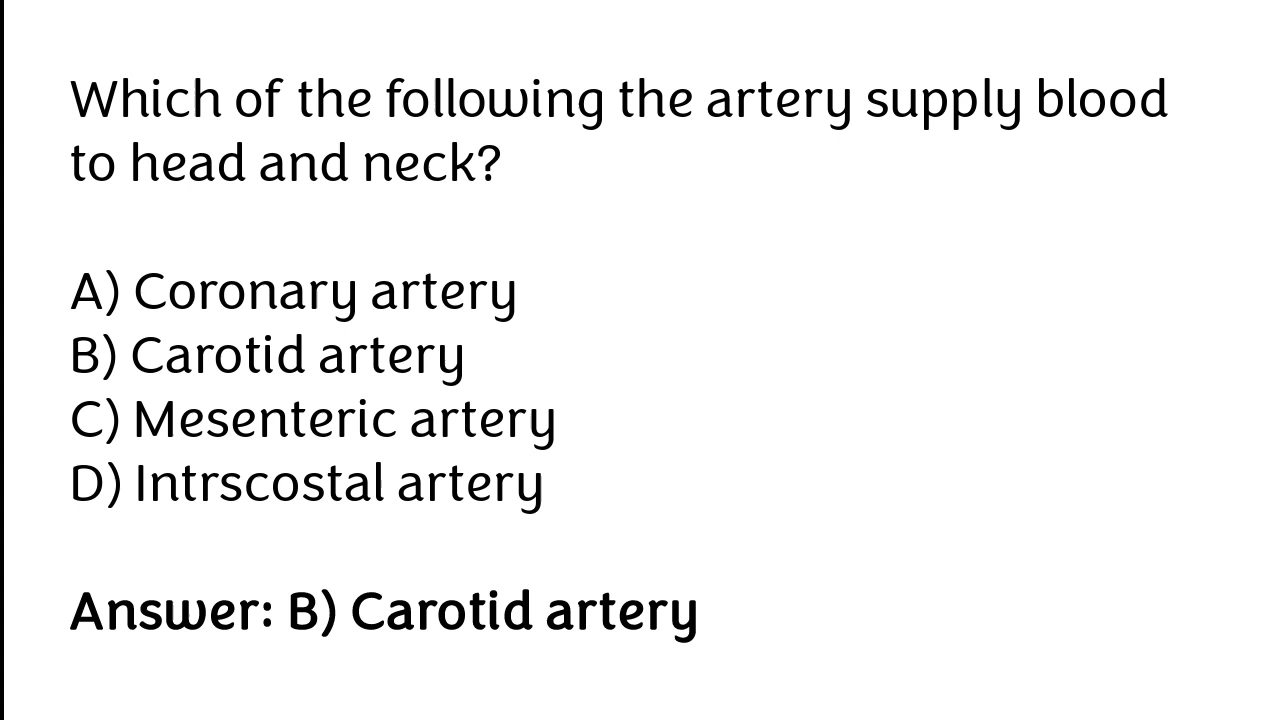 Which of the following the artery supply blood
to head and neck?
A) Coronary artery
B) Carotid artery
C) Mesenteric artery
D) Intrscostal artery
Answer: B) Carotid artery